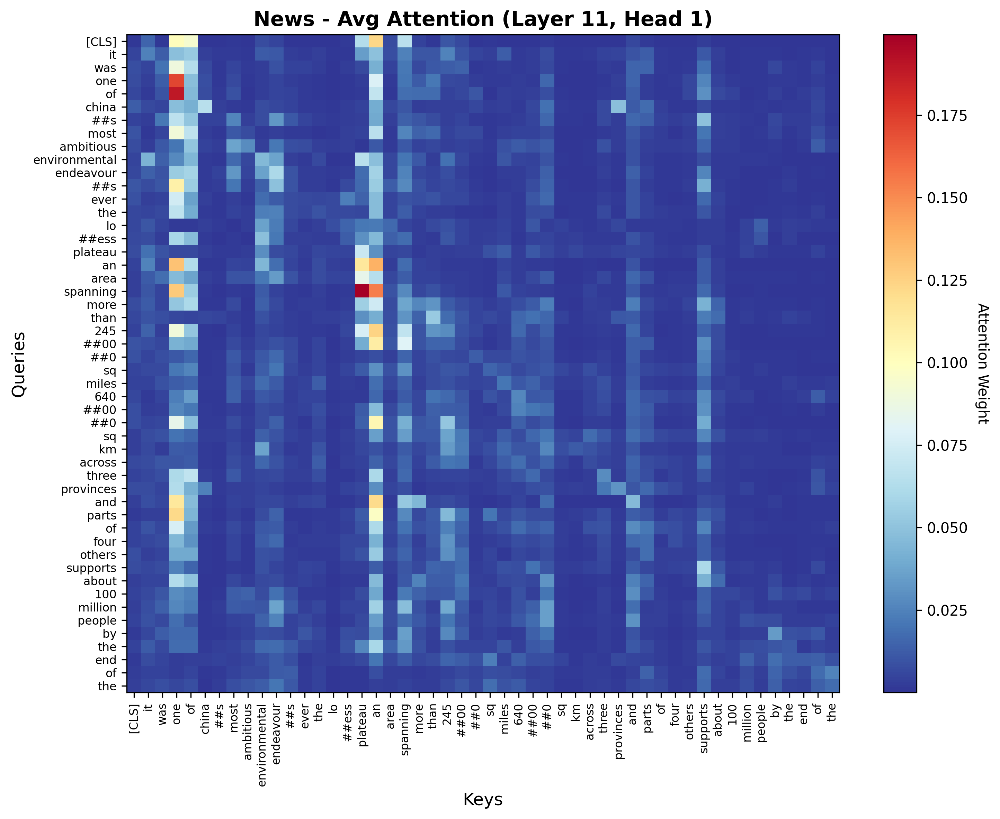 News - Avg Attention (Layer 11, Head 1)
Queries
[CLS]
it
was
one
of
china
##s
most
ambitious
environmental
endeavour
##s
ever
the
lo
##ess
plateau
an
area
spanning
more
than
245
##00
##0
sq
miles
640
##00
##0
sq
km
across
three
provinces
and
parts
of
four
others
supports
about
100
million
people
by
the
end
of
the
[CLS]
it
was
one
of
china
##s
most
ambitious
environmental
endeavour
##s
ever
the
lo
##ess
plateau
an
area
spanning
more
than
245
##00
##0
sq
miles
640
##00
##0
sq
km
across
three
provinces
and
parts
of
four
others
supports
about
100
million
people
by
the
end
of
the
Keys
0.175
0.150
0.125
0.100
0.075
0.050
0.025
Attention Weight